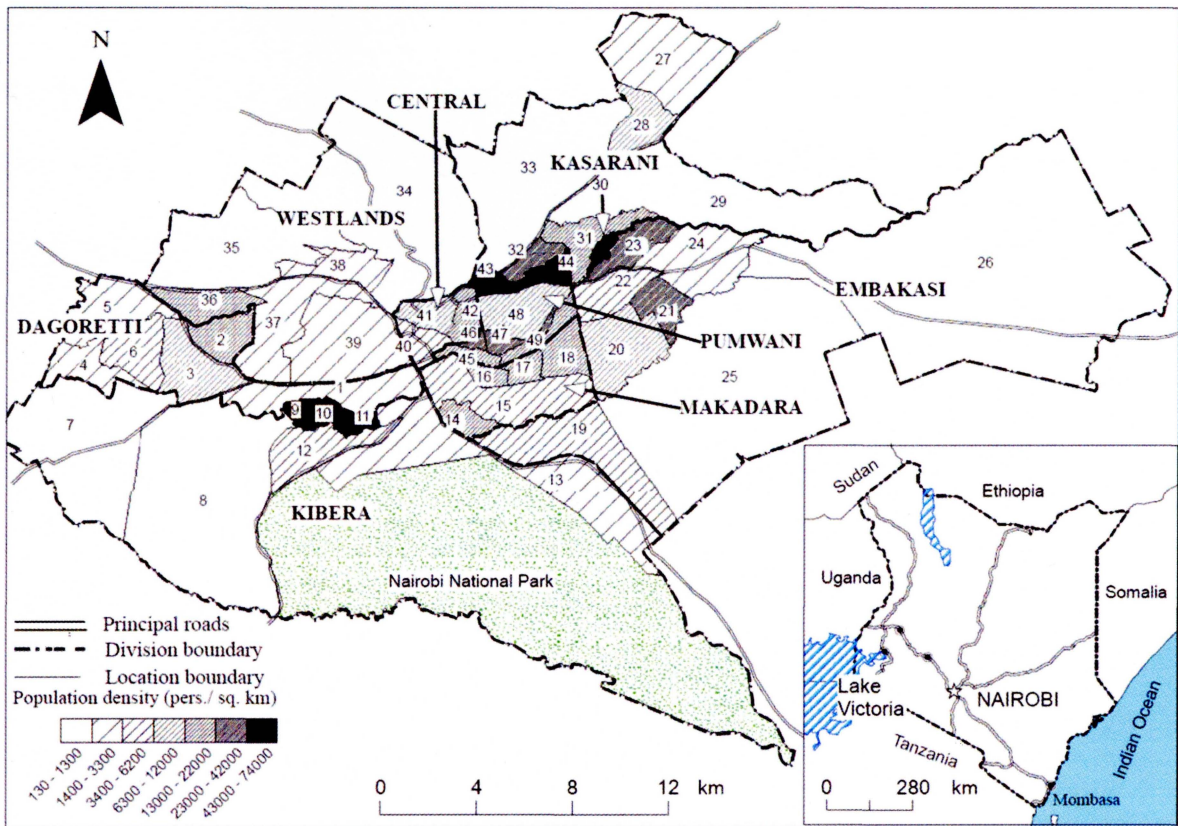 N
27
CENTRAL
28
33
KASARANI
30
34
29
WESTLANDS
35
31
23
24
32
26
38
43
44
22
5
36
41
42
48
EMBAKASI
21
DAGORETTI
37
2
46
47
PUMWANI
6
39
40
49
20
4
3
45
17
18
25
16
1
MAKADARA
9
10
11
15
7
14
19
12
13
8
KIBERA
Nairobi National Park
Principal roads
Division boundary
Location boundary
Population density (pers./ sq. km)
130 - 1300
1400 - 3300
3400 - 6200
6300 - 12000
13000 - 22000
23000 - 42000
43000 - 74000
0 4 8 12 km
Sudan
Ethiopia
Uganda
Somalia
Lake
Victoria
NAIROBI
Tanzania
Indian Ocean
0 280 km
Mombasa